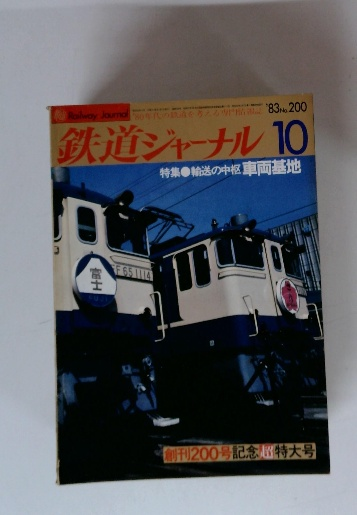 Railway Journal
'83 No.200
鉄道ジャーナル 10
特集●輸送の中枢 車両基地
富士
EF65 1114
創刊200号記念 特大号